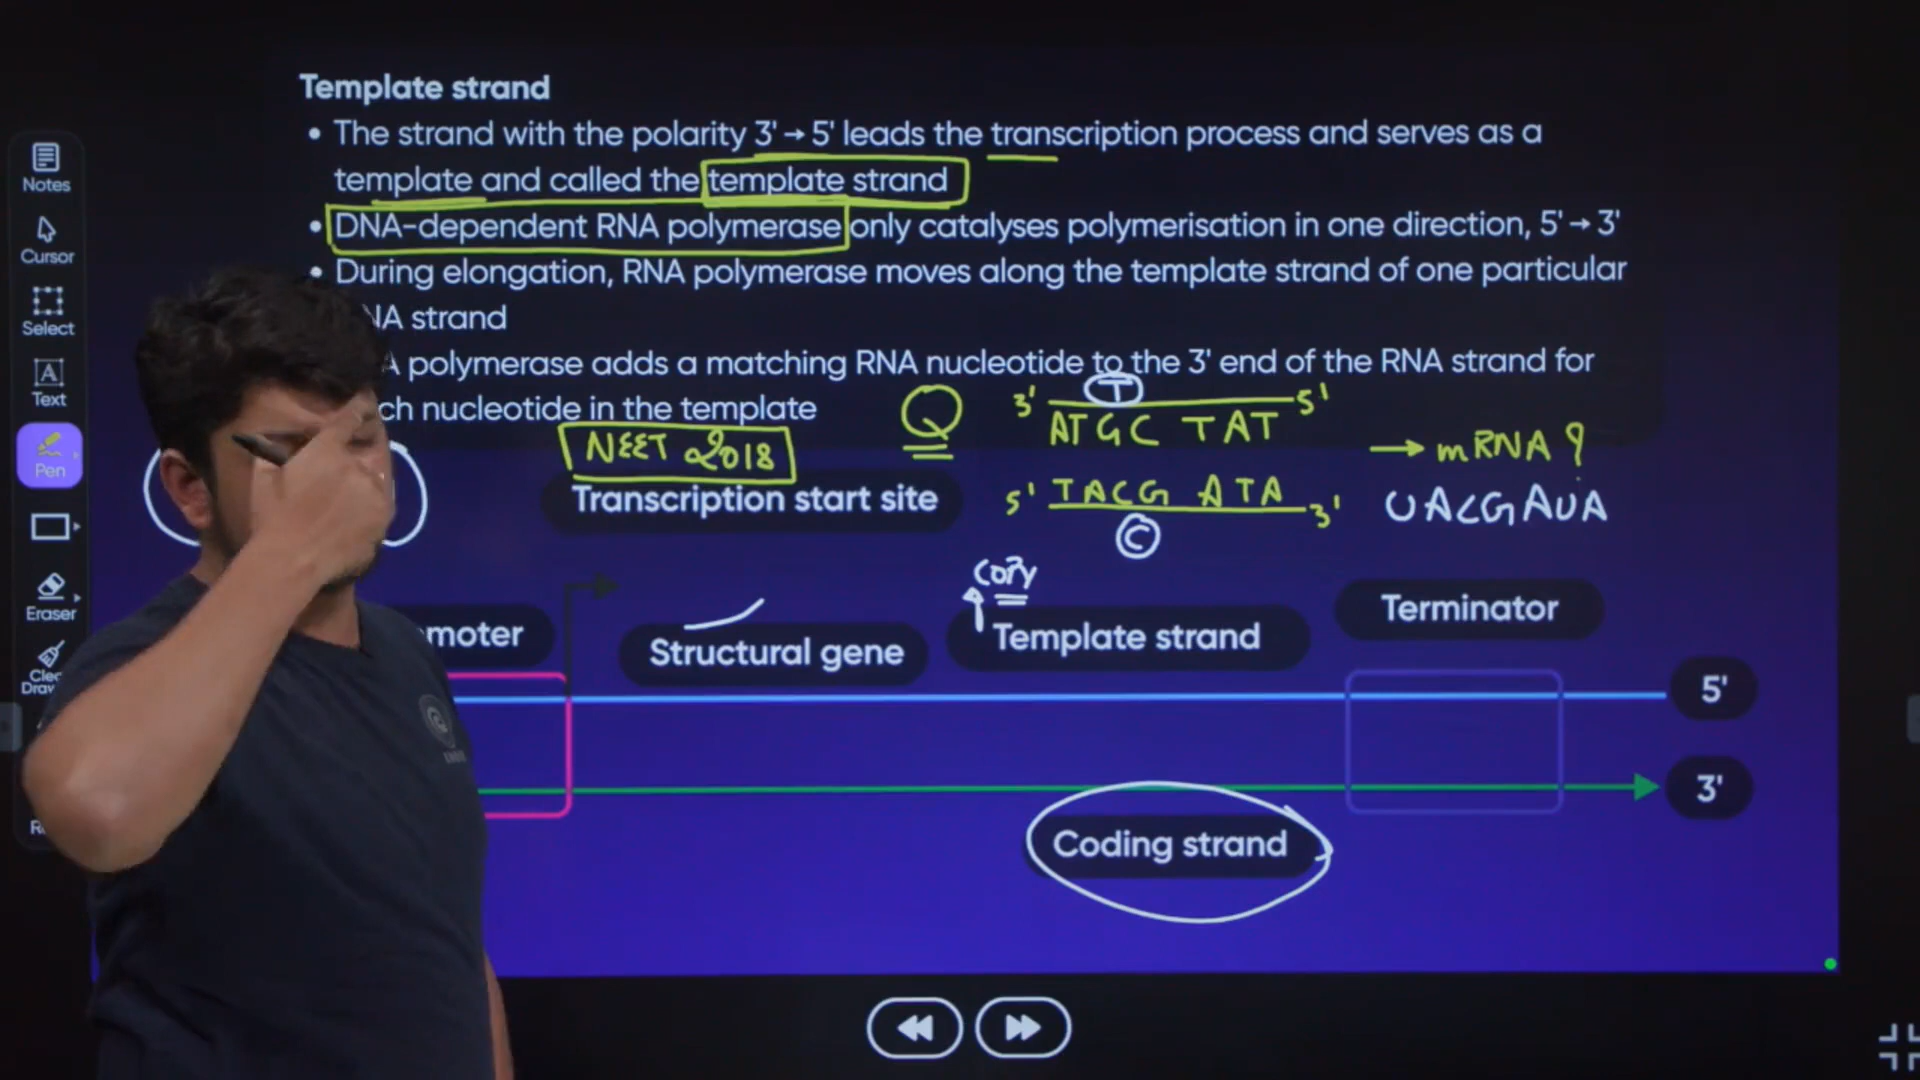 Template strand
• The strand with the polarity 3' → 5' leads the transcription process and serves as a
template and called the template strand
• DNA-dependent RNA polymerase only catalyses polymerisation in one direction, 5' → 3'
• During elongation, RNA polymerase moves along the template strand of one particular
NA strand
A polymerase adds a matching RNA nucleotide to the 3' end of the RNA strand for
ch nucleotide in the template
Notes
Cursor
Select
Text
Pen
Eraser
NEET 2018
Q
T
3' ATGC TAT 5'
→ mRNA ?
5' TACG ATA 3'
UACGAUA
C
Transcription start site
Copy
moter
Structural gene
Template strand
Terminator
5'
3'
Coding strand